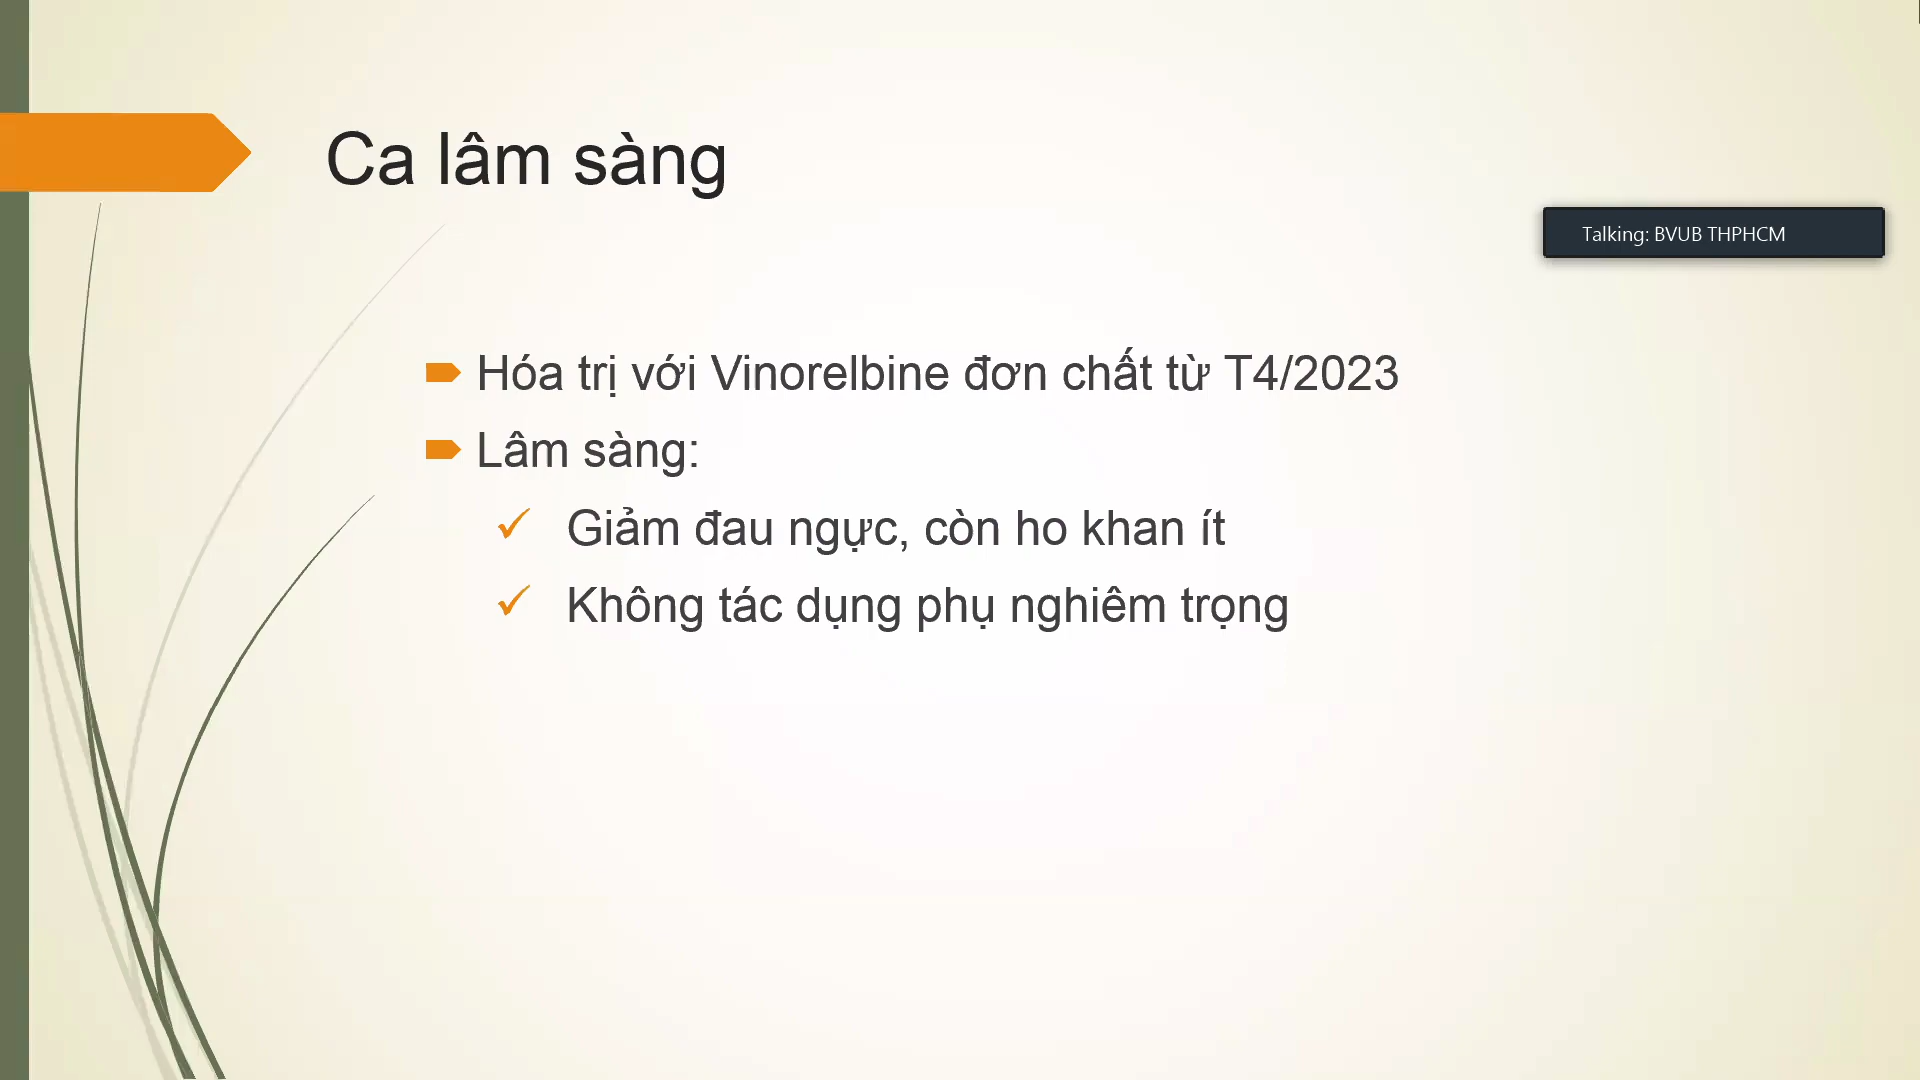 Ca lâm sàng
Talking: BVUB THPHCM
Hóa trị với Vinorelbine đơn chất từ T4/2023
Lâm sàng:
Giảm đau ngực, còn ho khan ít
Không tác dụng phụ nghiêm trọng